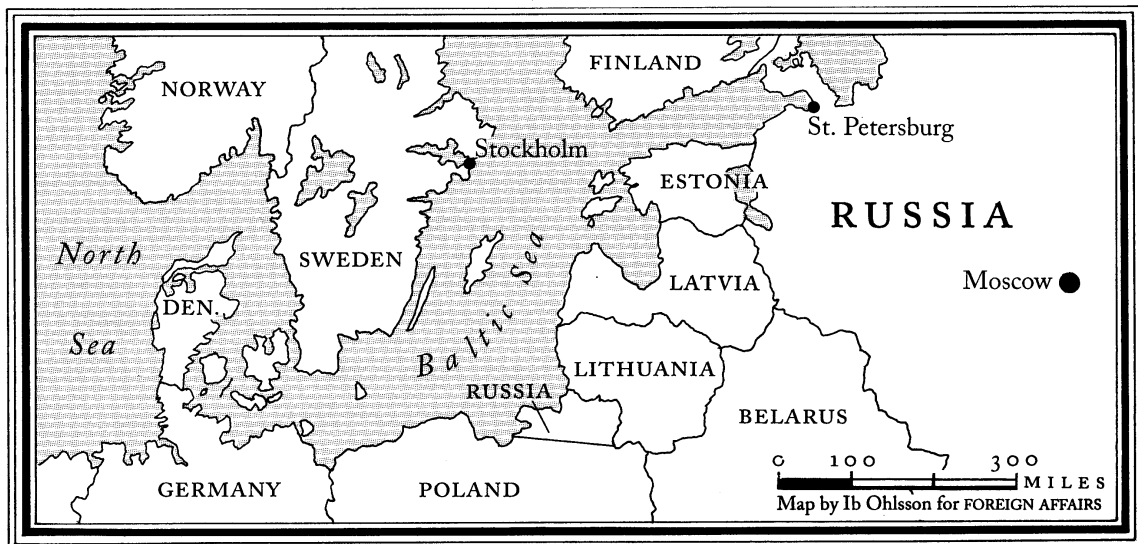 NORWAY
FINLAND
St. Petersburg
Stockholm
ESTONIA
RUSSIA
North
Sea
SWEDEN
DEN.
LATVIA
Moscow
Baltic Sea
LITHUANIA
RUSSIA
BELARUS
GERMANY
POLAND
0 100 300
MILES
Map by Ib Ohlsson for FOREIGN AFFAIRS